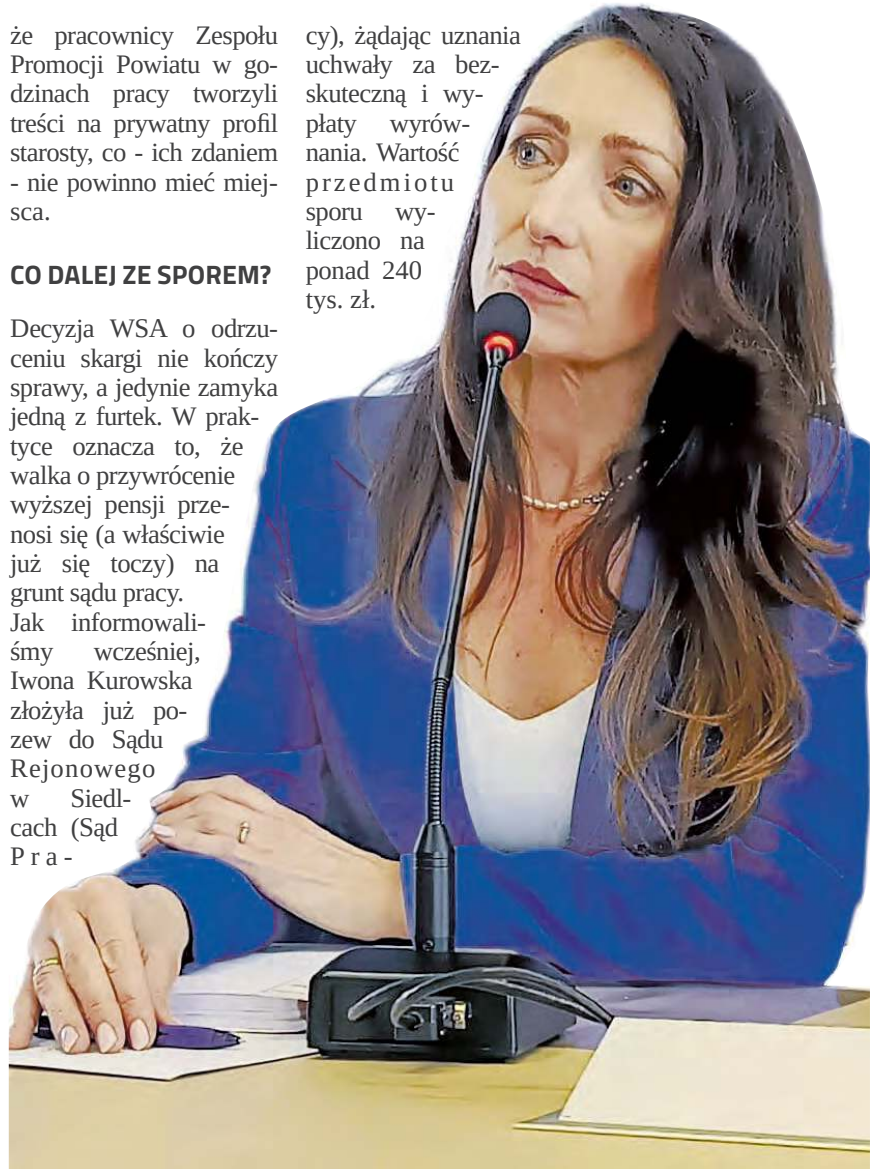 że pracownicy Zespołu
Promocji Powiatu w go-
dzinach pracy tworzyli
treści na prywatny profil
starosty, co - ich zdaniem
- nie powinno mieć miej-
sca.
CO DALEJ ZE SPOREM?
Decyzja WSA o odrzu-
ceniu skargi nie kończy
sprawy, a jedynie zamyka
jedną z furtek. W prak-
tyce oznacza to, że
walka o przywrócenie
wyższej pensji prze-
nosi się (a właściwie
już się toczy) na
grunt sądu pracy.
Jak informowali-
śmy wcześniej,
Iwona Kurowska
złożyła już po-
zew do Sądu
Rejonowego
w Siedl-
cach (Sąd
Pra-
cy), żądając uznania
uchwały za bez-
skuteczną i wy-
płaty wyrów-
nania. Wartość
przedmiotu
sporu wy-
liczono na
ponad 240
tys. zł.